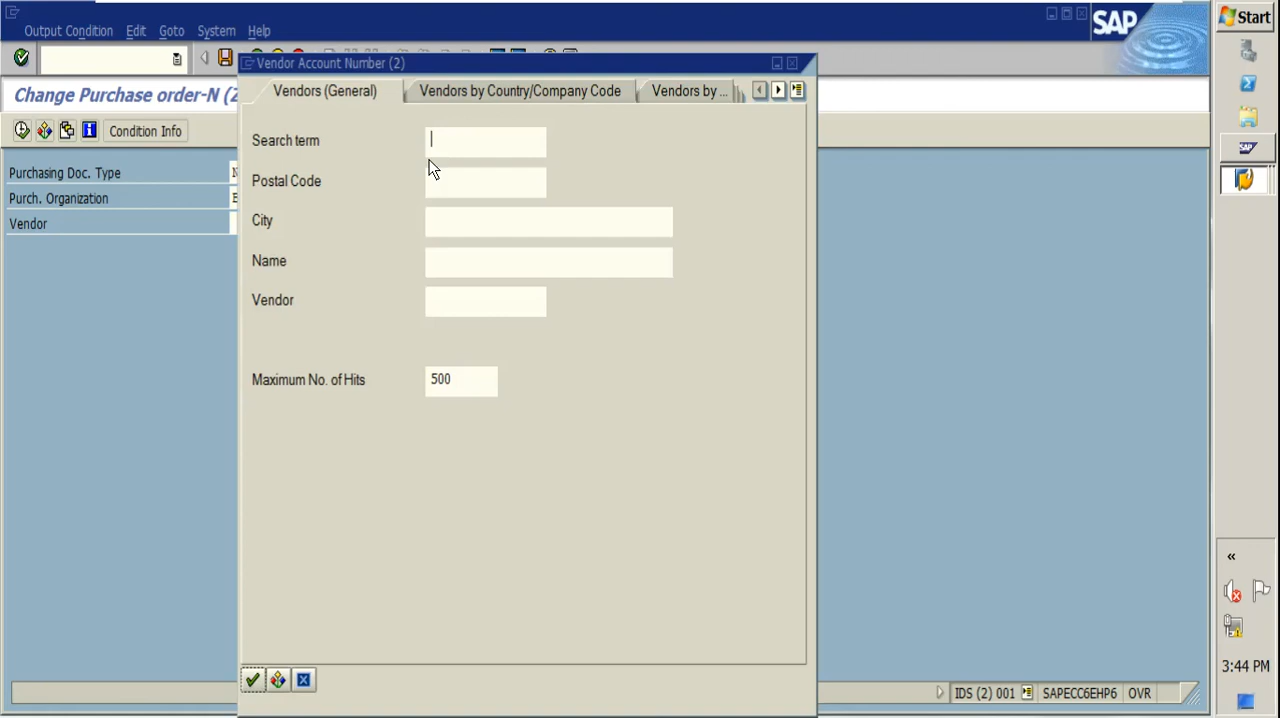 Output Condition Edit Goto System Help
SAP
Start
Vendor Account Number (2)
Change Purchase order-N (2
Vendors (General) Vendors by Country/Company Code Vendors by ...
Condition Info
Search term
Purchasing Doc. Type
Postal Code
Purch. Organization
Vendor
City
Name
Vendor
Maximum No. of Hits 500
«
3:44 PM
IDS (2) 001 SAPECC6EHP6 OVR